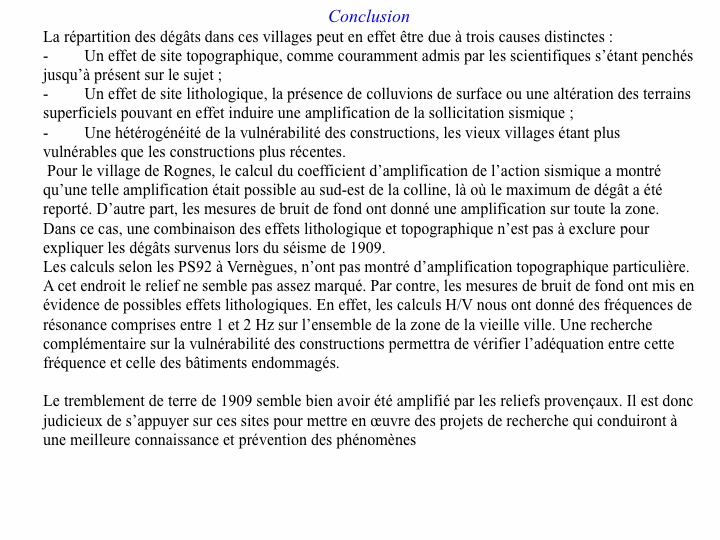 Conclusion
La répartition des dégâts dans ces villages peut en effet être due à trois causes distinctes :
- Un effet de site topographique, comme couramment admis par les scientifiques s’étant penchés
jusqu’à présent sur le sujet ;
- Un effet de site lithologique, la présence de colluvions de surface ou une altération des terrains
superficiels pouvant en effet induire une amplification de la sollicitation sismique ;
- Une hétérogénéité de la vulnérabilité des constructions, les vieux villages étant plus
vulnérables que les constructions plus récentes.
Pour le village de Rognes, le calcul du coefficient d’amplification de l’action sismique a montré
qu’une telle amplification était possible au sud-est de la colline, là où le maximum de dégât a été
reporté. D’autre part, les mesures de bruit de fond ont donné une amplification sur toute la zone.
Dans ce cas, une combinaison des effets lithologique et topographique n’est pas à exclure pour
expliquer les dégâts survenus lors du séisme de 1909.
Les calculs selon les PS92 à Vernègues, n’ont pas montré d’amplification topographique particulière.
A cet endroit le relief ne semble pas assez marqué. Par contre, les mesures de bruit de fond ont mis en
évidence de possibles effets lithologiques. En effet, les calculs H/V nous ont donné des fréquences de
résonance comprises entre 1 et 2 Hz sur l’ensemble de la zone de la vieille ville. Une recherche
complémentaire sur la vulnérabilité des constructions permettra de vérifier l’adéquation entre cette
fréquence et celle des bâtiments endommagés.
Le tremblement de terre de 1909 semble bien avoir été amplifié par les reliefs provençaux. Il est donc
judicieux de s’appuyer sur ces sites pour mettre en œuvre des projets de recherche qui conduiront à
une meilleure connaissance et prévention des phénomènes